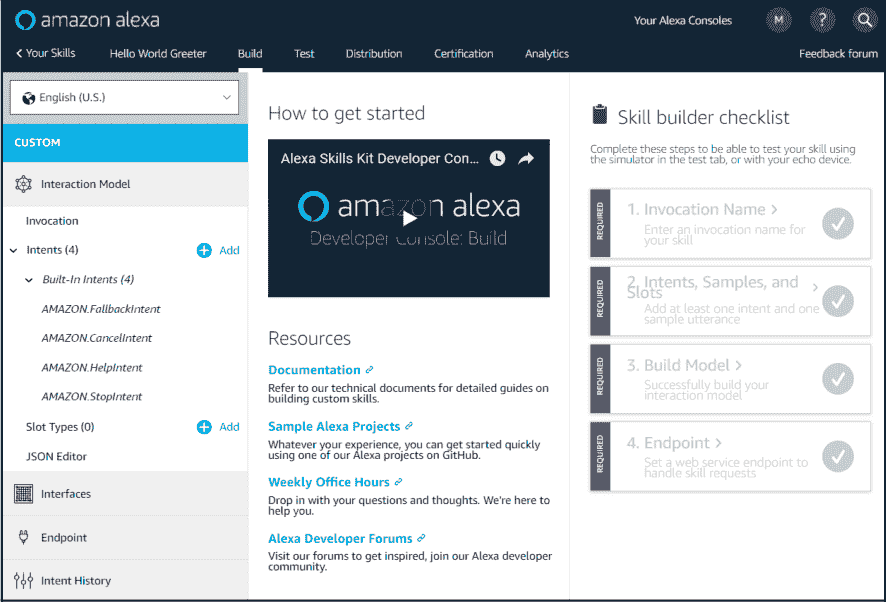 amazon alexa
Your Alexa Consoles
M
?
Your Skills
Hello World Greeter
Build
Test
Distribution
Certification
Analytics
Feedback forum
English (U.S.)
CUSTOM
Interaction Model
Invocation
Intents (4)
Add
Built-In Intents (4)
AMAZON.FallbackIntent
AMAZON.CancelIntent
AMAZON.HelpIntent
AMAZON.StopIntent
Slot Types (0)
Add
JSON Editor
Interfaces
Endpoint
Intent History
How to get started
Alexa Skills Kit Developer Con...
amazon alexa
Developer Console: Build
Resources
Documentation
Refer to our technical documents for detailed guides on
building custom skills.
Sample Alexa Projects
Whatever your experience, you can get started quickly
using one of our Alexa projects on GitHub.
Weekly Office Hours
Drop in with your questions and thoughts. We're here to
help you.
Alexa Developer Forums
Visit our forums to get inspired, join our Alexa developer
community.
Skill builder checklist
Complete these steps to be able to test your skill using
the simulator in the test tab, or with your echo device.
REQUIRED
1. Invocation Name >
Enter an invocation name for
your skill
REQUIRED
2. Intents, Samples, and
Slots >
Add at least one intent and one
sample utterance
REQUIRED
3. Build Model >
Successfully build your
interaction model
REQUIRED
4. Endpoint >
Set a web service endpoint to
handle skill requests